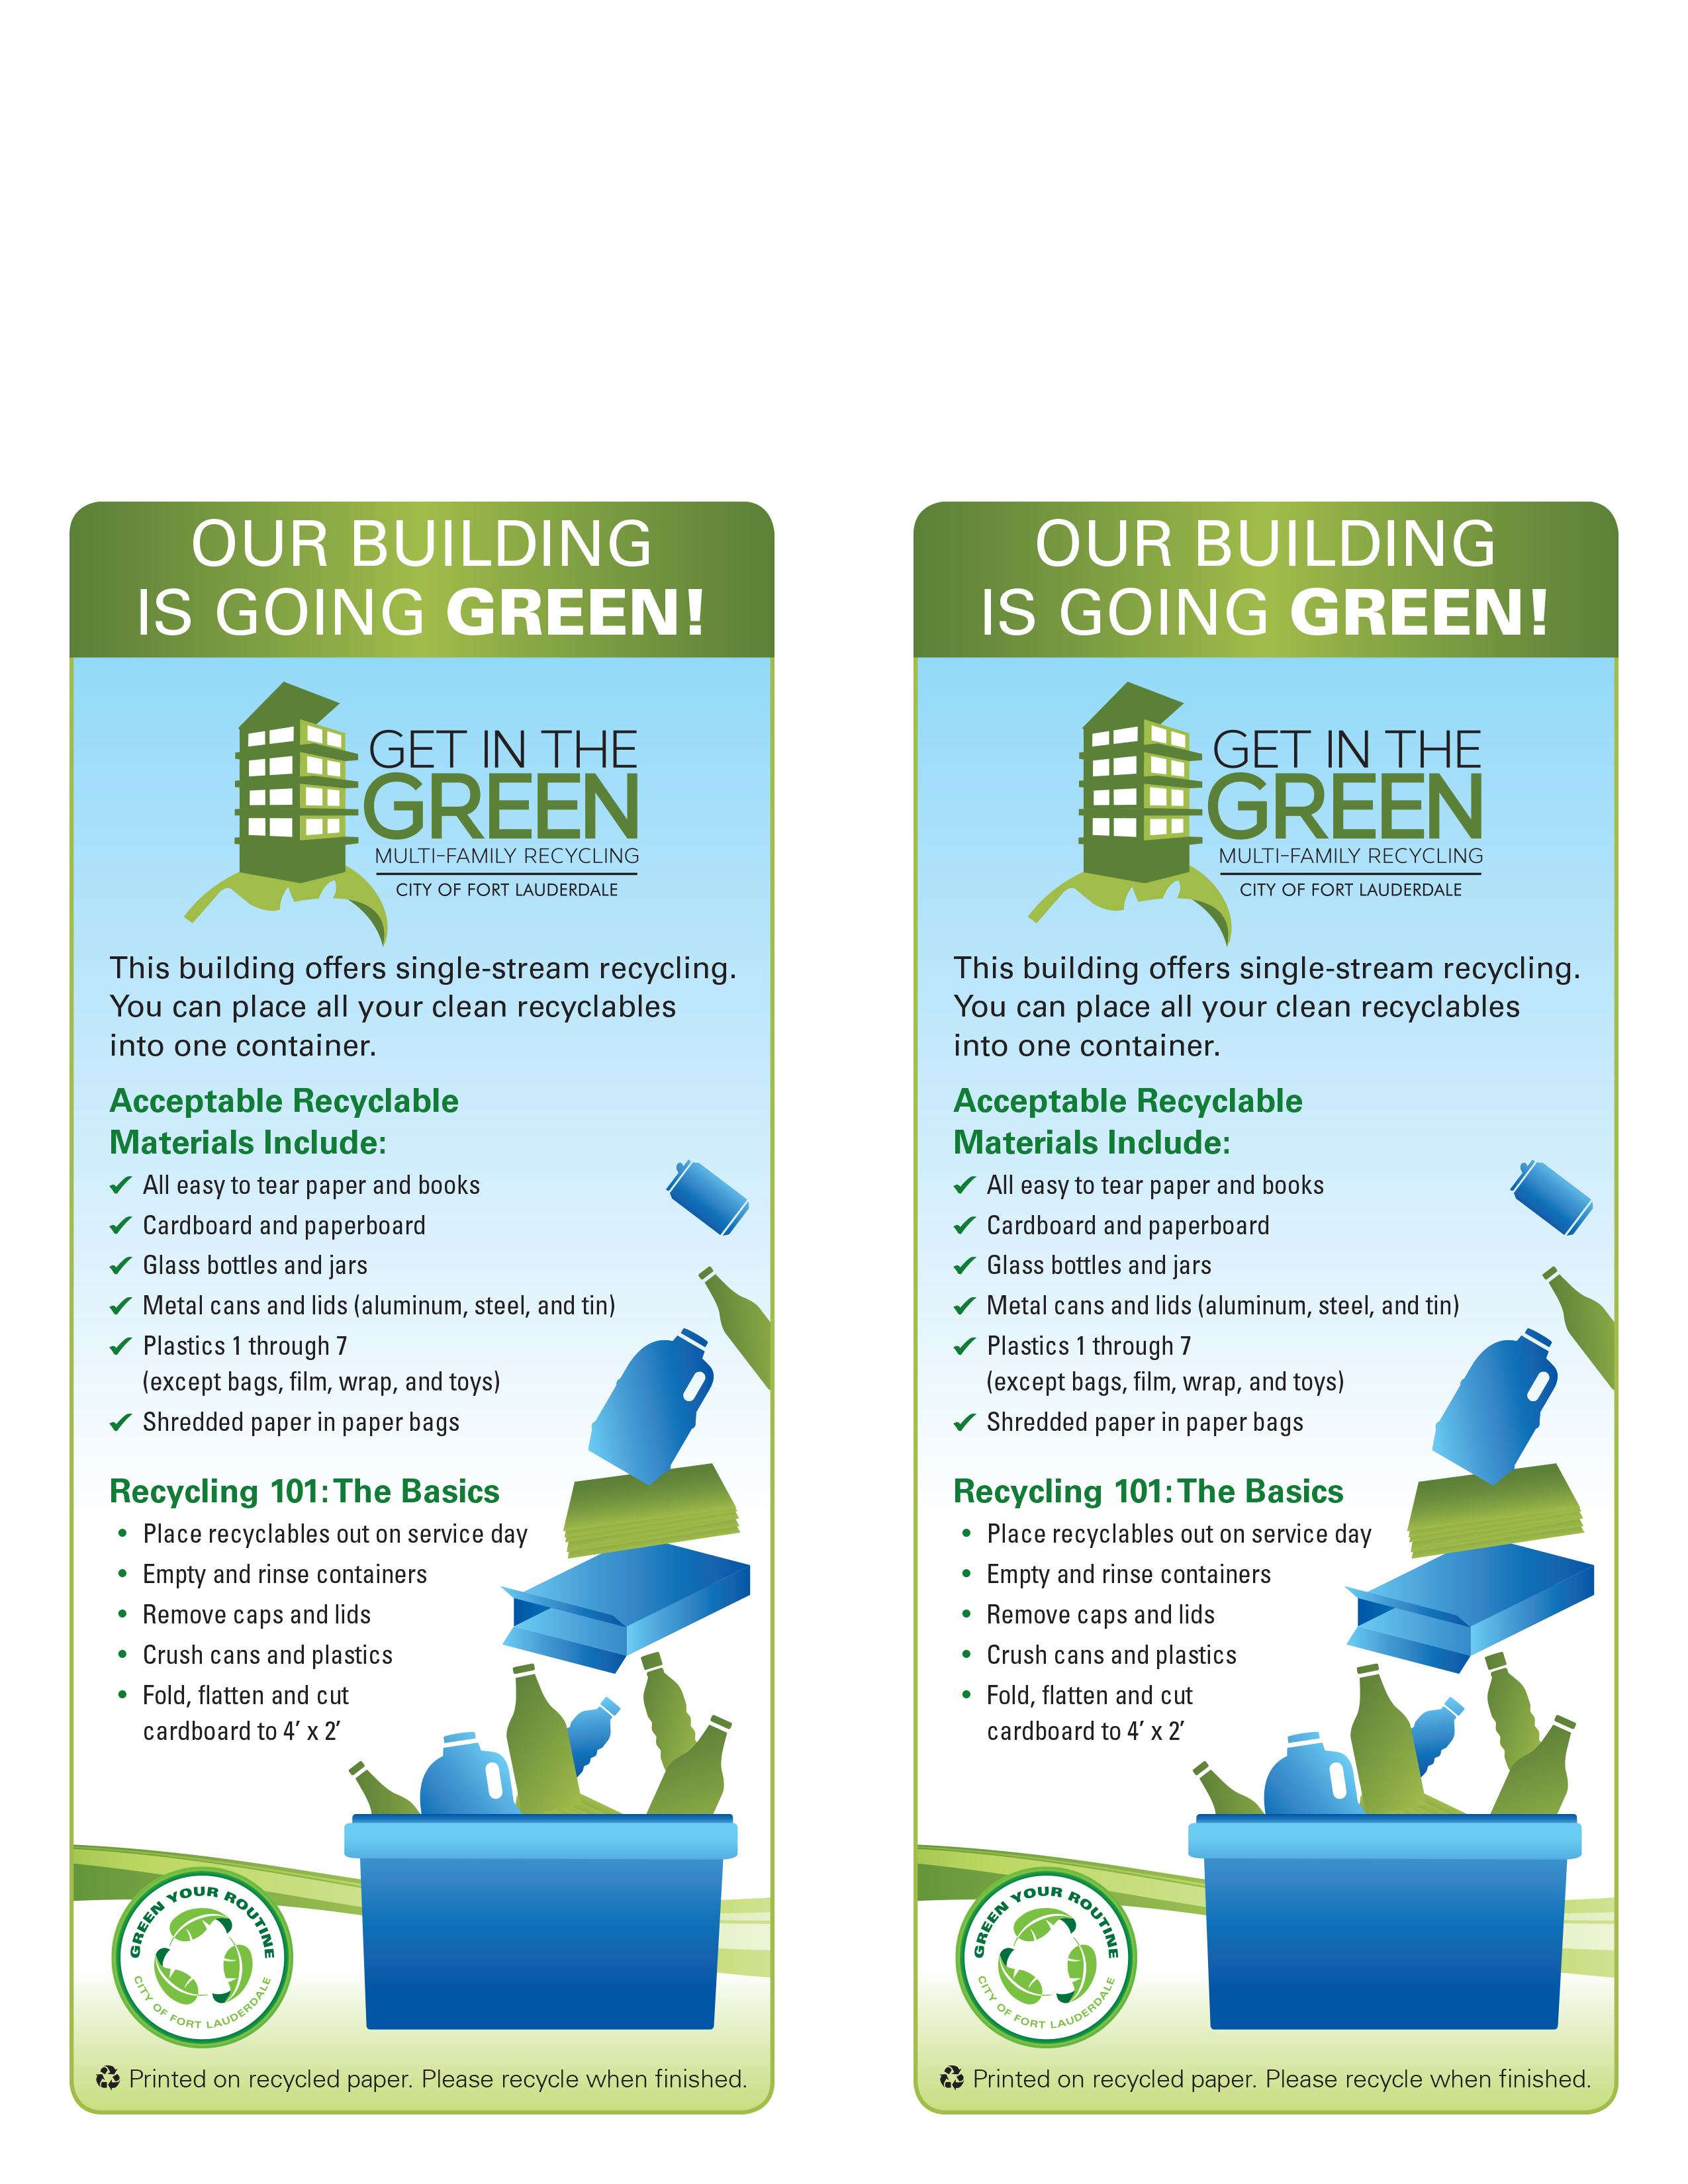 OUR BUILDING
IS GOING GREEN!
GET IN THE
GREEN
MULTI-FAMILY RECYCLING
CITY OF FORT LAUDERDALE
This building offers single-stream recycling.
You can place all your clean recyclables
into one container.
Acceptable Recyclable
Materials Include:
✔ All easy to tear paper and books
✔ Cardboard and paperboard
✔ Glass bottles and jars
✔ Metal cans and lids (aluminum, steel, and tin)
✔ Plastics 1 through 7
(except bags, film, wrap, and toys)
✔ Shredded paper in paper bags
Recycling 101: The Basics
• Place recyclables out on service day
• Empty and rinse containers
• Remove caps and lids
• Crush cans and plastics
• Fold, flatten and cut
cardboard to 4’ x 2’
GREEN YOUR ROUTINE
CITY OF FORT LAUDERDALE
Printed on recycled paper. Please recycle when finished.
OUR BUILDING
IS GOING GREEN!
GET IN THE
GREEN
MULTI-FAMILY RECYCLING
CITY OF FORT LAUDERDALE
This building offers single-stream recycling.
You can place all your clean recyclables
into one container.
Acceptable Recyclable
Materials Include:
✔ All easy to tear paper and books
✔ Cardboard and paperboard
✔ Glass bottles and jars
✔ Metal cans and lids (aluminum, steel, and tin)
✔ Plastics 1 through 7
(except bags, film, wrap, and toys)
✔ Shredded paper in paper bags
Recycling 101: The Basics
• Place recyclables out on service day
• Empty and rinse containers
• Remove caps and lids
• Crush cans and plastics
• Fold, flatten and cut
cardboard to 4’ x 2’
GREEN YOUR ROUTINE
CITY OF FORT LAUDERDALE
Printed on recycled paper. Please recycle when finished.